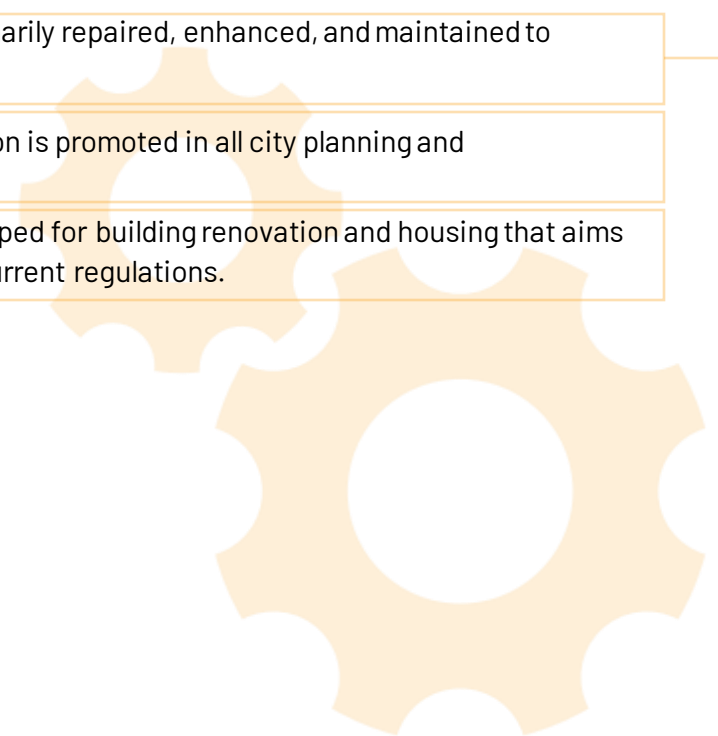 arily repaired, enhanced, and maintained to
on is promoted in all city planning and
ped for building renovation and housing that aims
urrent regulations.